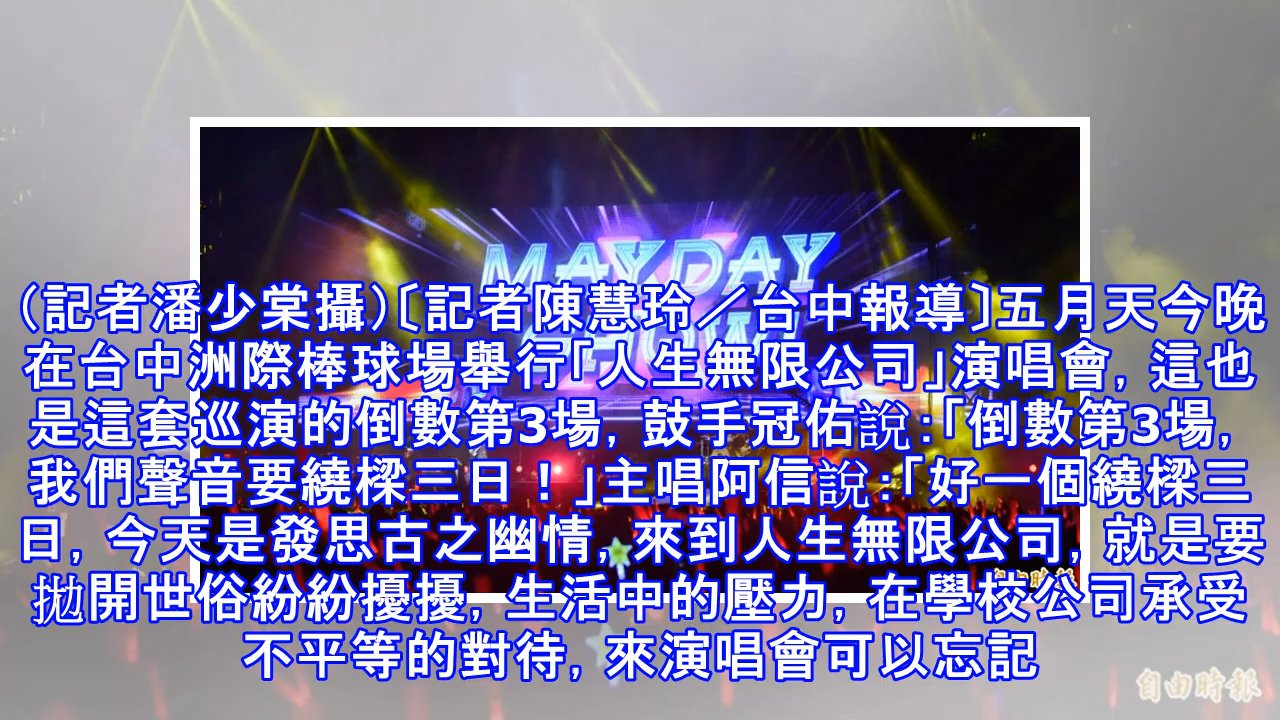 MAYDAY
(記者潘少棠攝)〔記者陳慧玲／台中報導〕五月天今晚
在台中洲際棒球場舉行「人生無限公司」演唱會, 這也
是這套巡演的倒數第3場, 鼓手冠佑說:「倒數第3場,
我們聲音要繞樑三日！」主唱阿信說:「好一個繞樑三
日, 今天是發思古之幽情, 來到人生無限公司, 就是要
拋開世俗紛紛擾擾, 生活中的壓力, 在學校公司承受
不平等的對待, 來演唱會可以忘記
自由時報